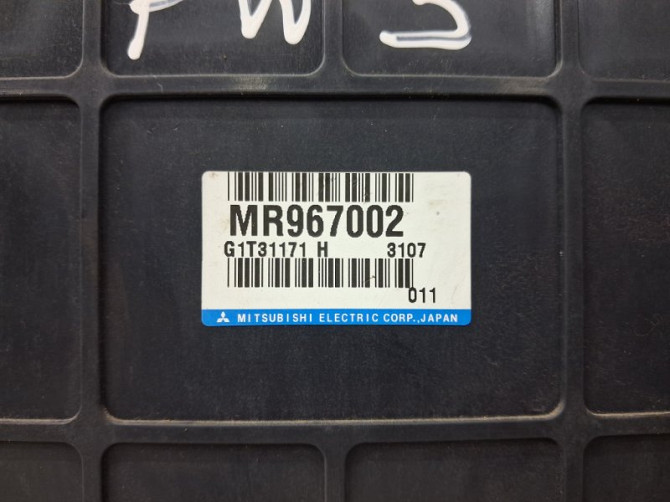 MR967002
G1T31171 H 3107
011
MITSUBISHI ELECTRIC CORP.,JAPAN